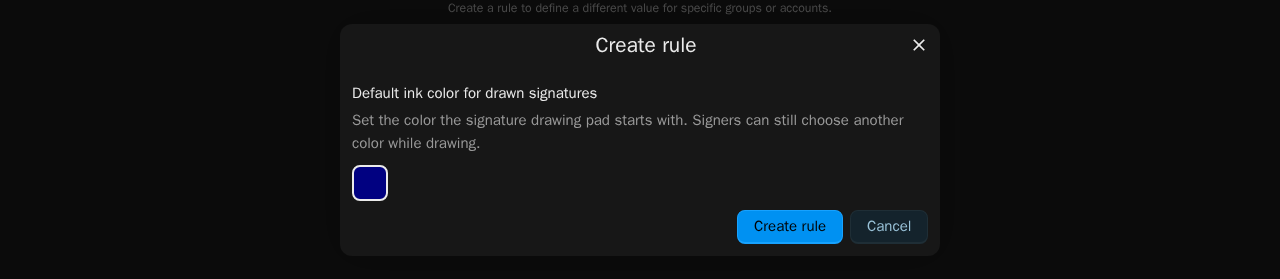 Create a rule to define a different value for specific groups or accounts.
Create rule
Default ink color for drawn signatures
Set the color the signature drawing pad starts with. Signers can still choose another
color while drawing.
Create rule Cancel